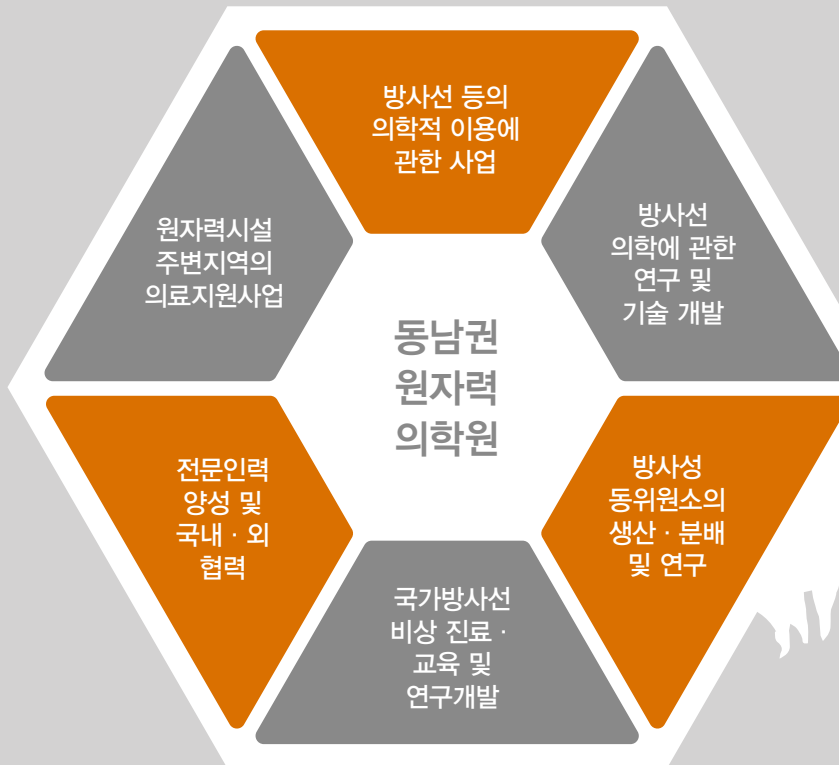 방사선 등의
의학적 이용에
관한 사업
방사선
의학에 관한
연구 및
기술 개발
원자력시설
주변지역의
의료지원사업
동남권
원자력
의학원
전문인력
양성 및
국내 · 외
협력
방사성
동위원소의
생산 · 분배
및 연구
국가방사선
비상 진료 ·
교육 및
연구개발